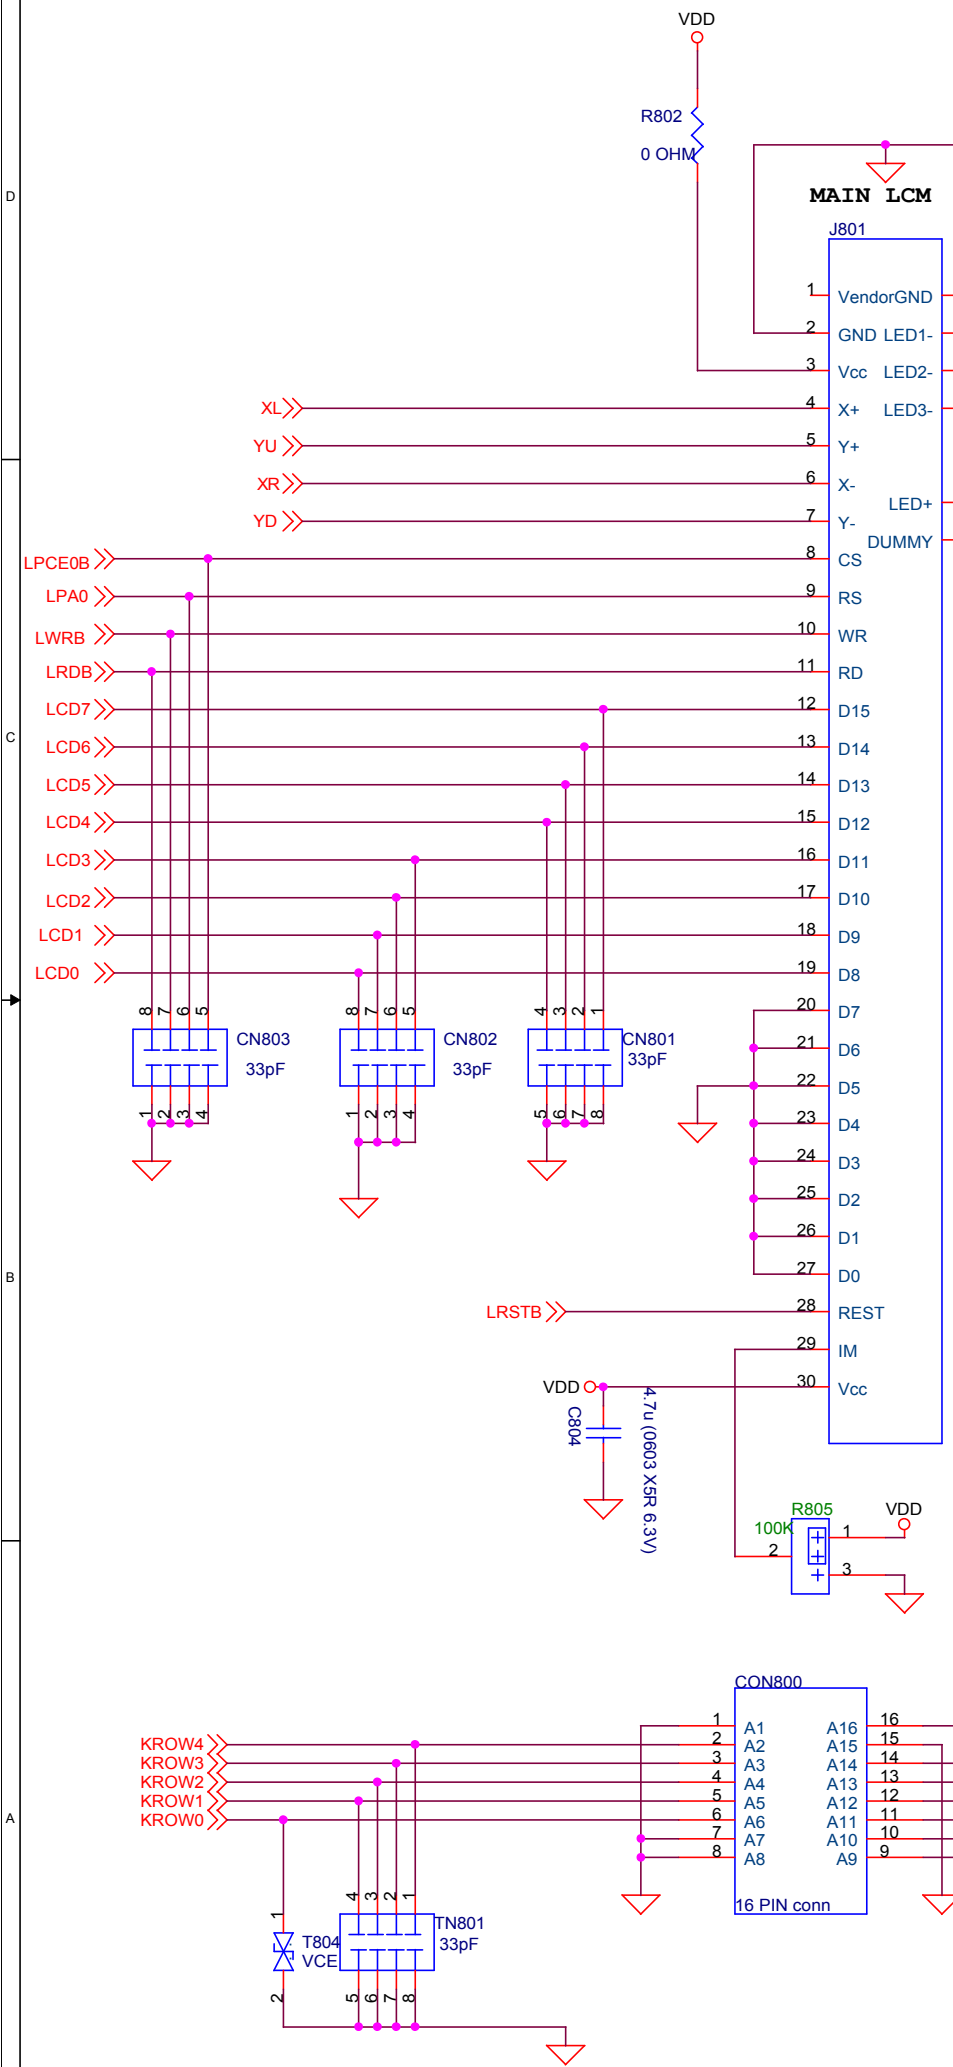 VDD
R802
0 OHM
D
MAIN LCM
J801
1 VendorGND
2 GND LED1-
3 Vcc LED2-
XL 4 X+ LED3-
YU 5 Y+
XR 6 X-
LED+
YD 7 Y-
DUMMY
LPCE0B 8 CS
LPA0 9 RS
LWRB 10 WR
LRDB 11 RD
LCD7 12 D15
C
LCD6 13 D14
LCD5 14 D13
LCD4 15 D12
LCD3 16 D11
LCD2 17 D10
LCD1 18 D9
LCD0 19 D8
8 7 6 5 8 7 6 5 4 3 2 1 20 D7
CN803 CN802 CN801
33pF 33pF 33pF
21 D6
22 D5
1 2 3 4 1 2 3 4 5 6 7 8
23 D4
24 D3
25 D2
26 D1
B
27 D0
LRSTB 28 REST
29 IM
VDD 30 Vcc
C804
4.7u (0603 X5R 6.3V)
R805 VDD
100K 1
2
3
CON800
1 A1 A16 16
KROW4 2 A2 A15 15
KROW3 3 A3 A14 14
KROW2 4 A4 A13 13
KROW1 5 A5 A12 12
A
KROW0 6 A6 A11 11
7 A7 A10 10
8 A8 A9 9
16 PIN conn
4 3 2 1
1
TN801
33pF
T804
VCE
2
5 6 7 8